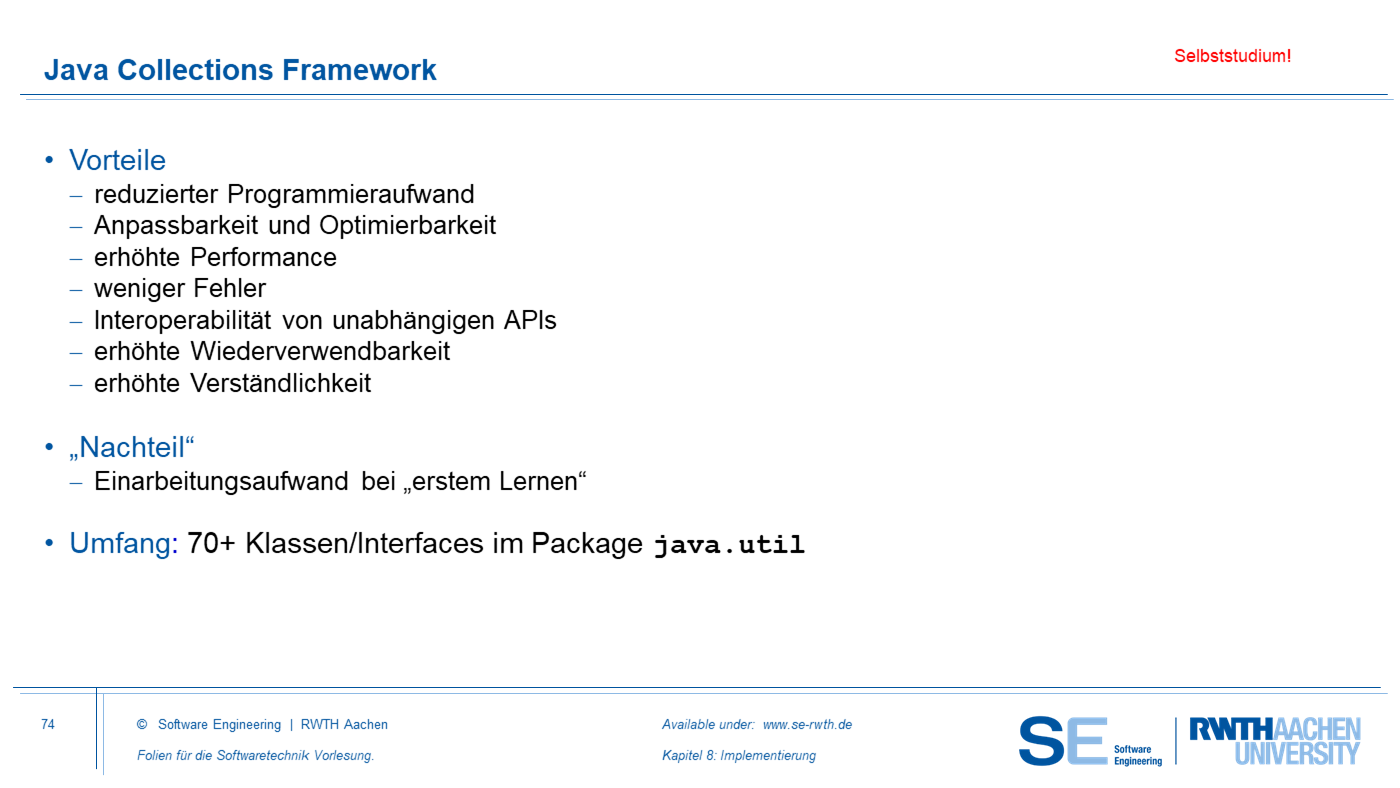 Java Collections Framework
Selbststudium!
• Vorteile
– reduzierter Programmieraufwand
– Anpassbarkeit und Optimierbarkeit
– erhöhte Performance
– weniger Fehler
– Interoperabilität von unabhängigen APIs
– erhöhte Wiederverwendbarkeit
– erhöhte Verständlichkeit
• „Nachteil“
– Einarbeitungsaufwand bei „erstem Lernen“
• Umfang: 70+ Klassen/Interfaces im Package java.util
74
© Software Engineering | RWTH Aachen
Folien für die Softwaretechnik Vorlesung.
Available under: www.se-rwth.de
Kapitel 8: Implementierung
SE Software
Engineering
RWTHAACHEN
UNIVERSITY